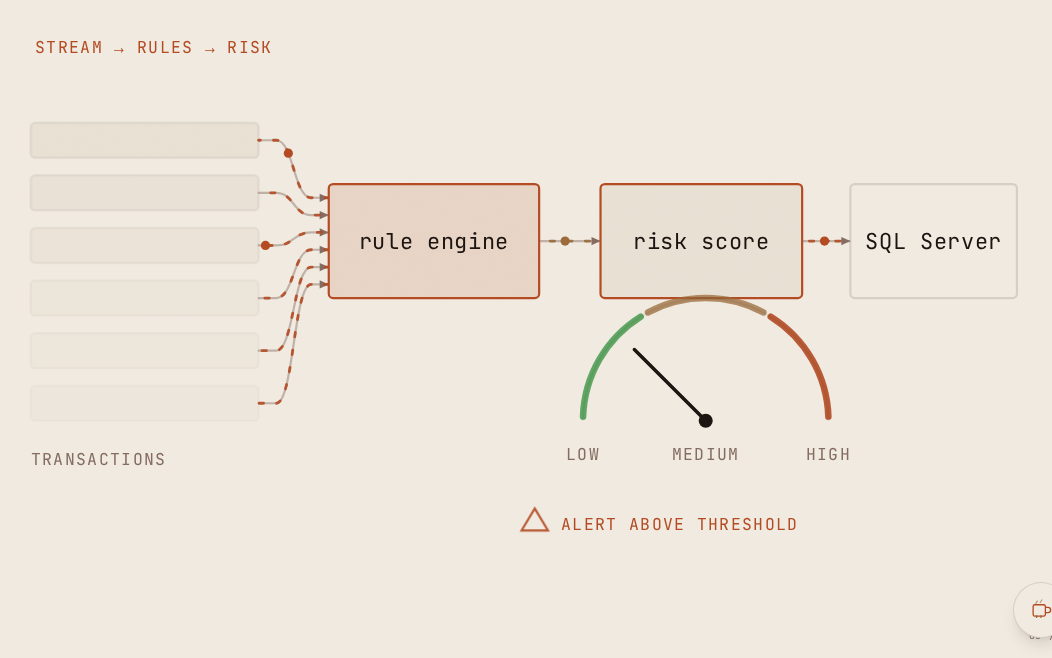 STREAM → RULES → RISK
rule engine
risk score
SQL Server
LOW
MEDIUM
HIGH
TRANSACTIONS
ALERT ABOVE THRESHOLD